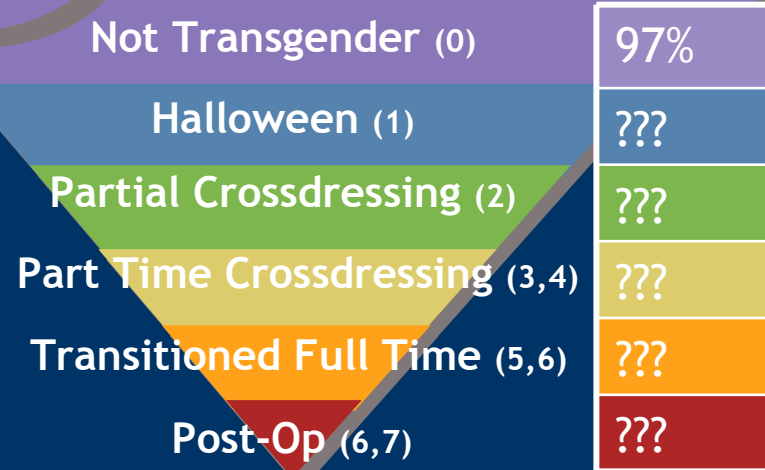 Not Transgender (0) 97%
Halloween (1) ???
Partial Crossdressing (2) ???
Part Time Crossdressing (3,4) ???
Transitioned Full Time (5,6) ???
Post-Op (6,7) ???